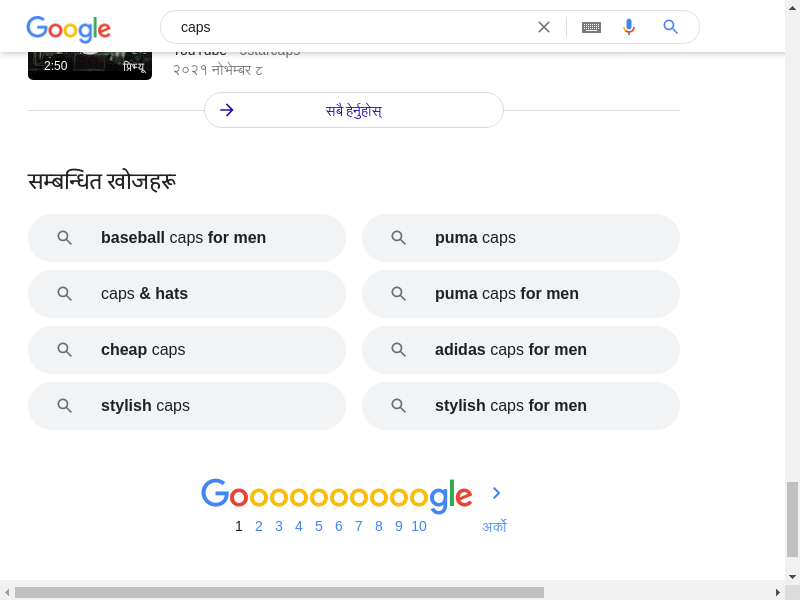 Google
caps
YouTube · 5starcaps
2:50
प्रिभ्यू
२०२१ नोभेम्बर ८
सबै हेर्नुहोस्
सम्बन्धित खोजहरू
baseball caps for men
puma caps
caps & hats
puma caps for men
cheap caps
adidas caps for men
stylish caps
stylish caps for men
Goooooooooogle
1 2 3 4 5 6 7 8 9 10
अर्को